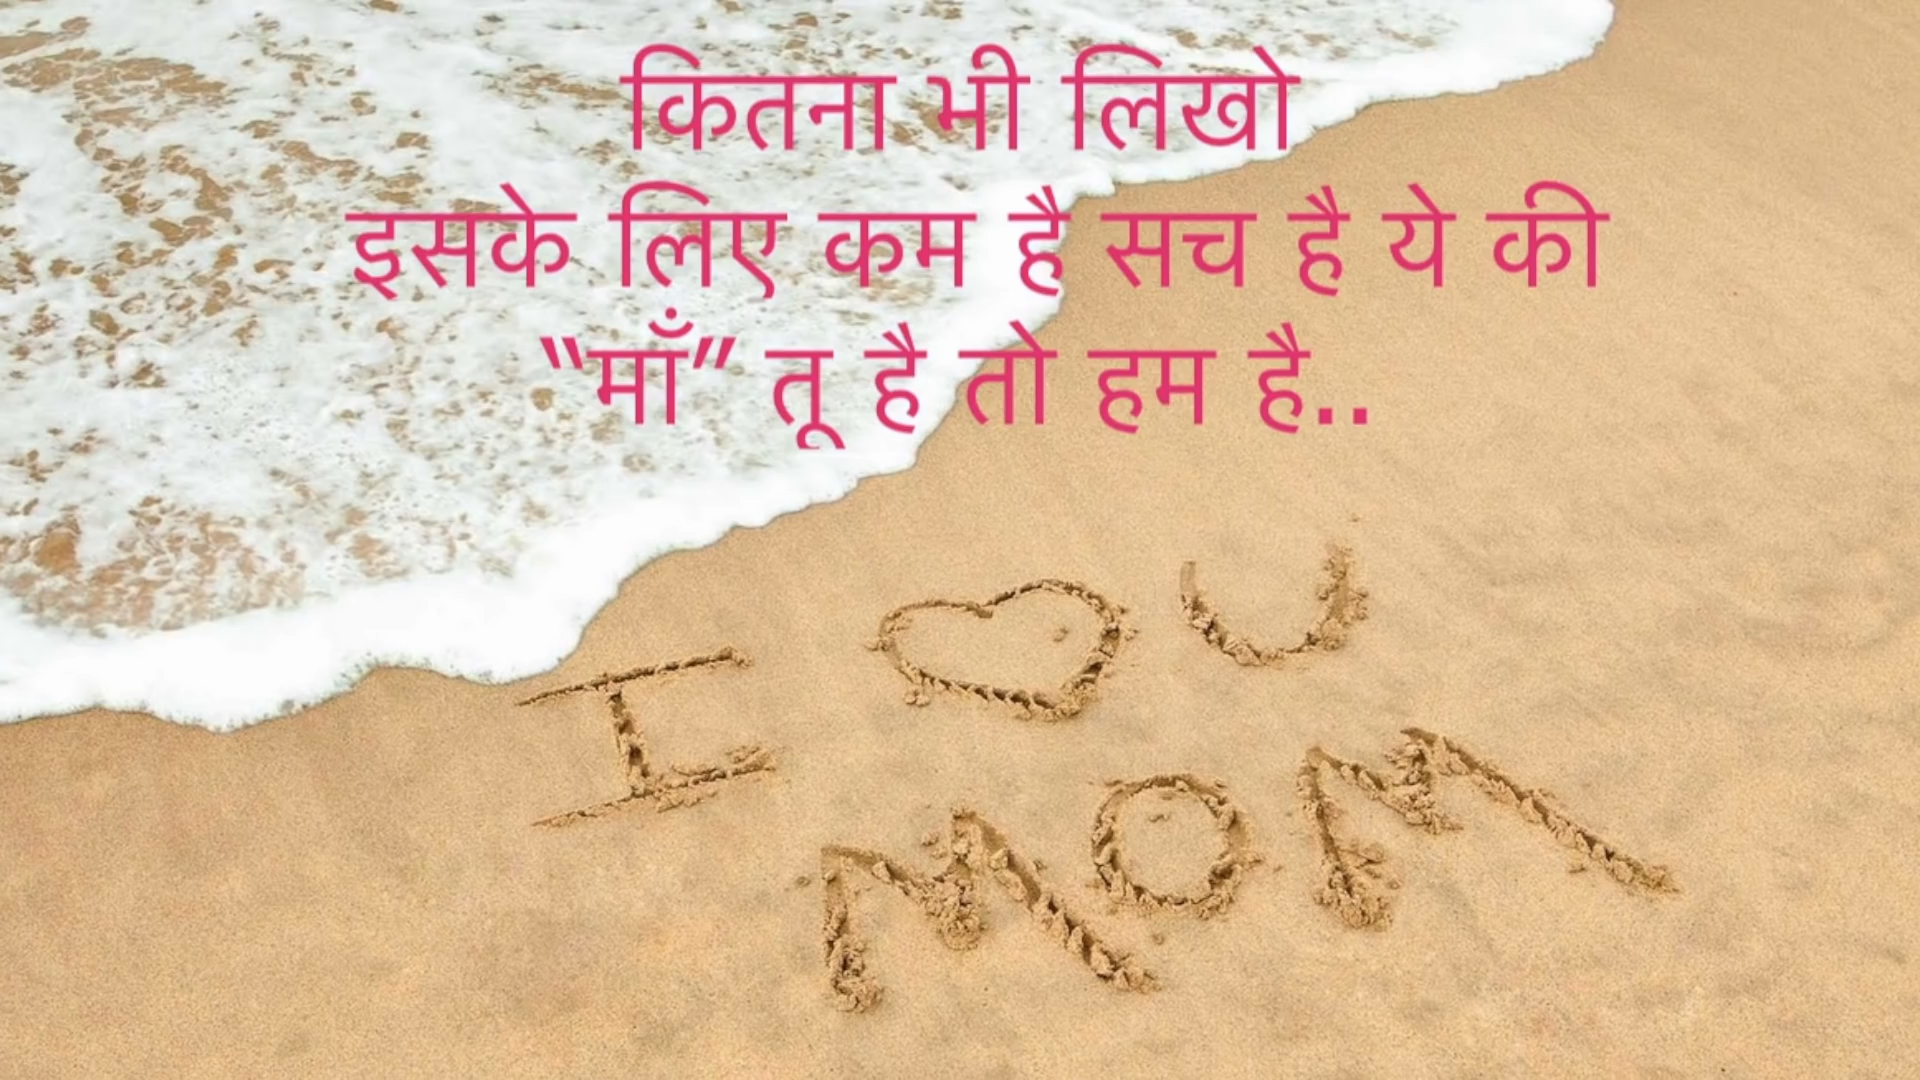 कितना भी लिखो
इसके लिए कम है सच है ये की
“माँ” तू है तो हम है..
I ♡ U
MOM